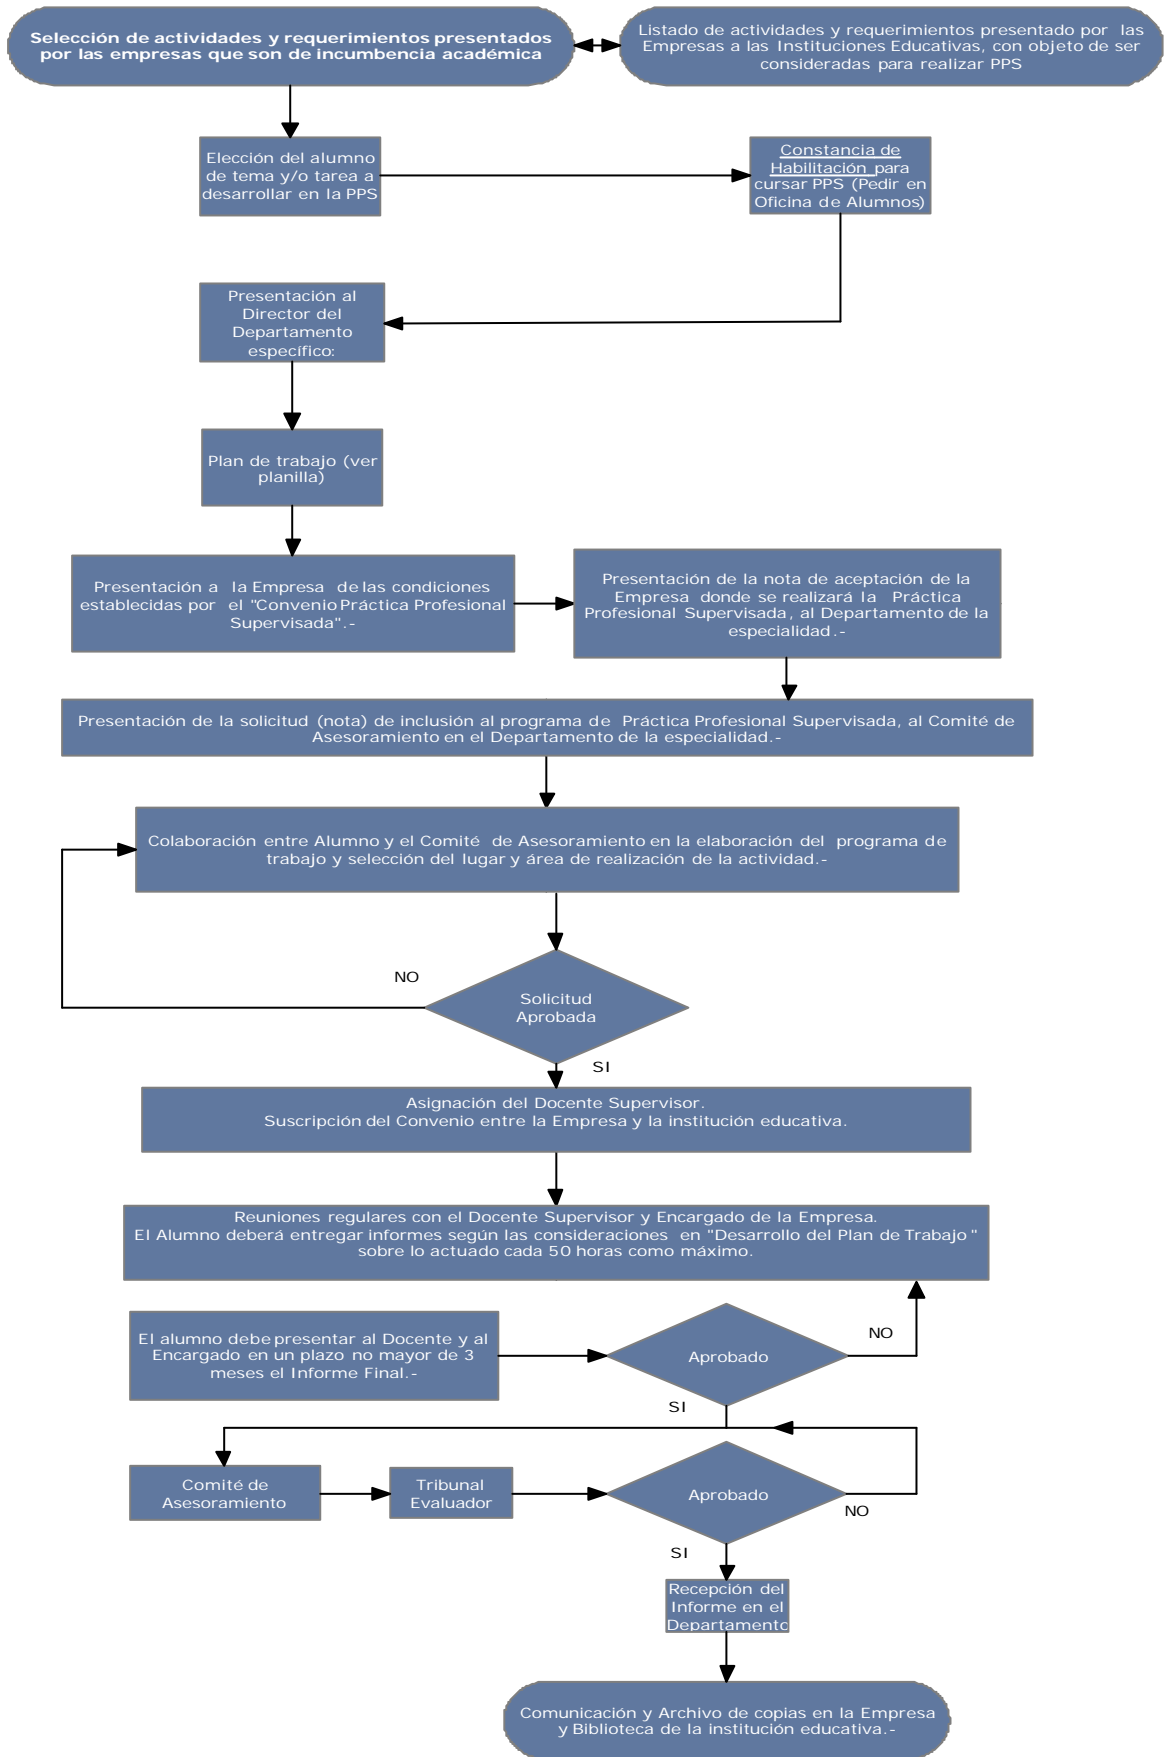 Selección de actividades y requerimientos presentados
por las empresas que son de incumbencia académica
Listado de actividades y requerimientos presentado por las
Empresas a las Instituciones Educativas, con objeto de ser
consideradas para realizar PPS
Elección del alumno
de tema y/o tarea a
desarrollar en la PPS
Constancia de
Habilitación para
cursar PPS (Pedir en
Oficina de Alumnos)
Presentación al
Director del
Departamento
específico:
Plan de trabajo (ver
planilla)
Presentación a la Empresa de las condiciones
establecidas por el "Convenio Práctica Profesional
Supervisada".-
Presentación de la nota de aceptación de la
Empresa donde se realizará la Práctica
Profesional Supervisada, al Departamento de la
especialidad.-
Presentación de la solicitud (nota) de inclusión al programa de Práctica Profesional Supervisada, al Comité de
Asesoramiento en el Departamento de la especialidad.-
Colaboración entre Alumno y el Comité de Asesoramiento en la elaboración del programa de
trabajo y selección del lugar y área de realización de la actividad.-
NO
Solicitud
Aprobada
SI
Asignación del Docente Supervisor.
Suscripción del Convenio entre la Empresa y la institución educativa.
Reuniones regulares con el Docente Supervisor y Encargado de la Empresa.
El Alumno deberá entregar informes según las consideraciones en "Desarrollo del Plan de Trabajo"
sobre lo actuado cada 50 horas como máximo.
El alumno debe presentar al Docente y al
Encargado en un plazo no mayor de 3
meses el Informe Final.-
Aprobado
NO
SI
Comité de
Asesoramiento
Tribunal
Evaluador
Aprobado
NO
SI
Recepción del
Informe en el
Departamento
Comunicación y Archivo de copias en la Empresa
y Biblioteca de la institución educativa.-